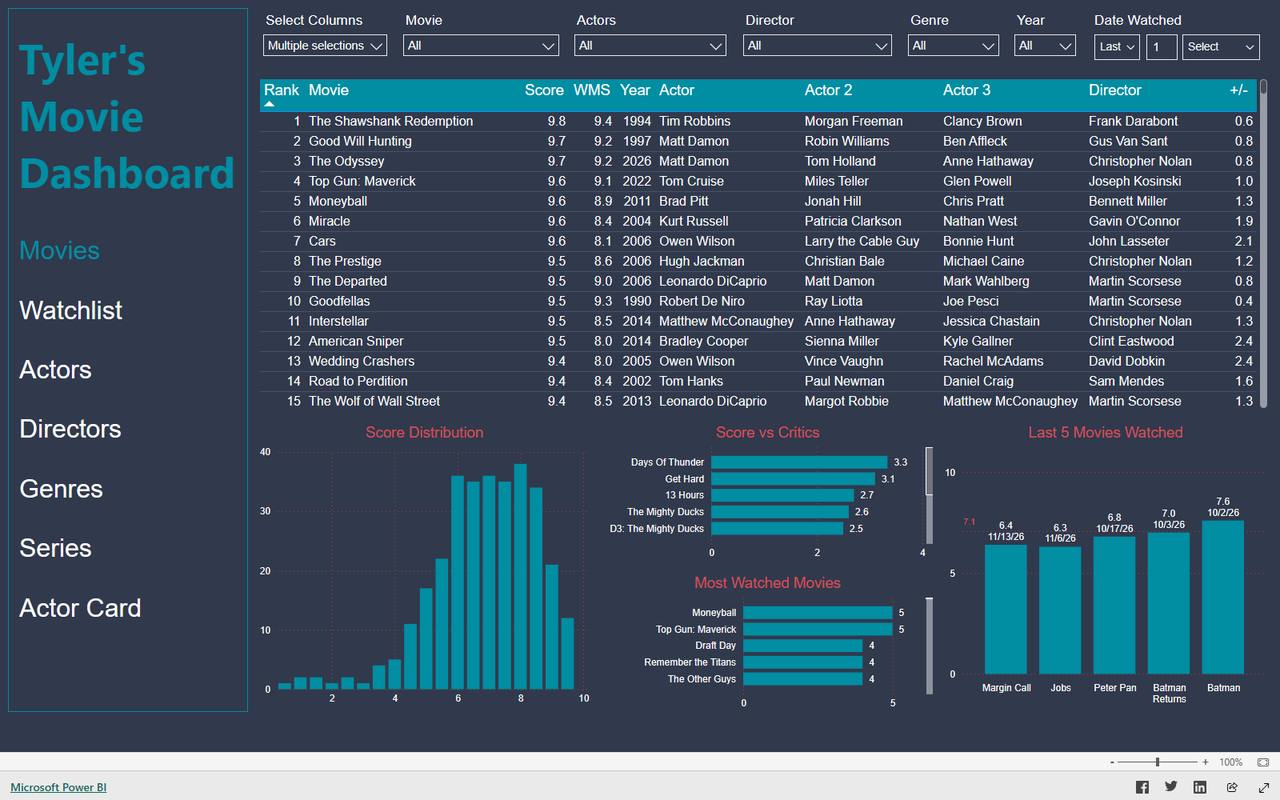 Tyler's
Movie
Dashboard
Movies
Watchlist
Actors
Directors
Genres
Series
Actor Card
Select Columns Movie Actors Director Genre Year Date Watched
Multiple selections All All All All All Last 1 Select
Rank Movie Score WMS Year Actor Actor 2 Actor 3 Director +/-
1 The Shawshank Redemption 9.8 9.4 1994 Tim Robbins Morgan Freeman Clancy Brown Frank Darabont 0.6
2 Good Will Hunting 9.7 9.2 1997 Matt Damon Robin Williams Ben Affleck Gus Van Sant 0.8
3 The Odyssey 9.7 9.2 2026 Matt Damon Tom Holland Anne Hathaway Christopher Nolan 0.8
4 Top Gun: Maverick 9.6 9.1 2022 Tom Cruise Miles Teller Glen Powell Joseph Kosinski 1.0
5 Moneyball 9.6 8.9 2011 Brad Pitt Jonah Hill Chris Pratt Bennett Miller 1.3
6 Miracle 9.6 8.4 2004 Kurt Russell Patricia Clarkson Nathan West Gavin O'Connor 1.9
7 Cars 9.6 8.1 2006 Owen Wilson Larry the Cable Guy Bonnie Hunt John Lasseter 2.1
8 The Prestige 9.5 8.6 2006 Hugh Jackman Christian Bale Michael Caine Christopher Nolan 1.2
9 The Departed 9.5 9.0 2006 Leonardo DiCaprio Matt Damon Mark Wahlberg Martin Scorsese 0.8
10 Goodfellas 9.5 9.3 1990 Robert De Niro Ray Liotta Joe Pesci Martin Scorsese 0.4
11 Interstellar 9.5 8.5 2014 Matthew McConaughey Anne Hathaway Jessica Chastain Christopher Nolan 1.3
12 American Sniper 9.5 8.0 2014 Bradley Cooper Sienna Miller Kyle Gallner Clint Eastwood 2.4
13 Wedding Crashers 9.4 8.0 2005 Owen Wilson Vince Vaughn Rachel McAdams David Dobkin 2.4
14 Road to Perdition 9.4 8.4 2002 Tom Hanks Paul Newman Daniel Craig Sam Mendes 1.6
15 The Wolf of Wall Street 9.4 8.5 2013 Leonardo DiCaprio Margot Robbie Matthew McConaughey Martin Scorsese 1.3
Score Distribution
40
30
20
10
0
2 4 6 8 10
Score vs Critics
Days Of Thunder 3.3
Get Hard 3.1
13 Hours 2.7
The Mighty Ducks 2.6
D3: The Mighty Ducks 2.5
0 2 4
Most Watched Movies
Moneyball 5
Top Gun: Maverick 5
Draft Day 4
Remember the Titans 4
The Other Guys 4
0 5
Last 5 Movies Watched
10
7.1
5
0
6.4 6.3 6.8 7.0 7.6
11/13/26 11/6/26 10/17/26 10/3/26 10/2/26
Margin Call Jobs Peter Pan Batman Returns Batman
- + 100%
Microsoft Power BI